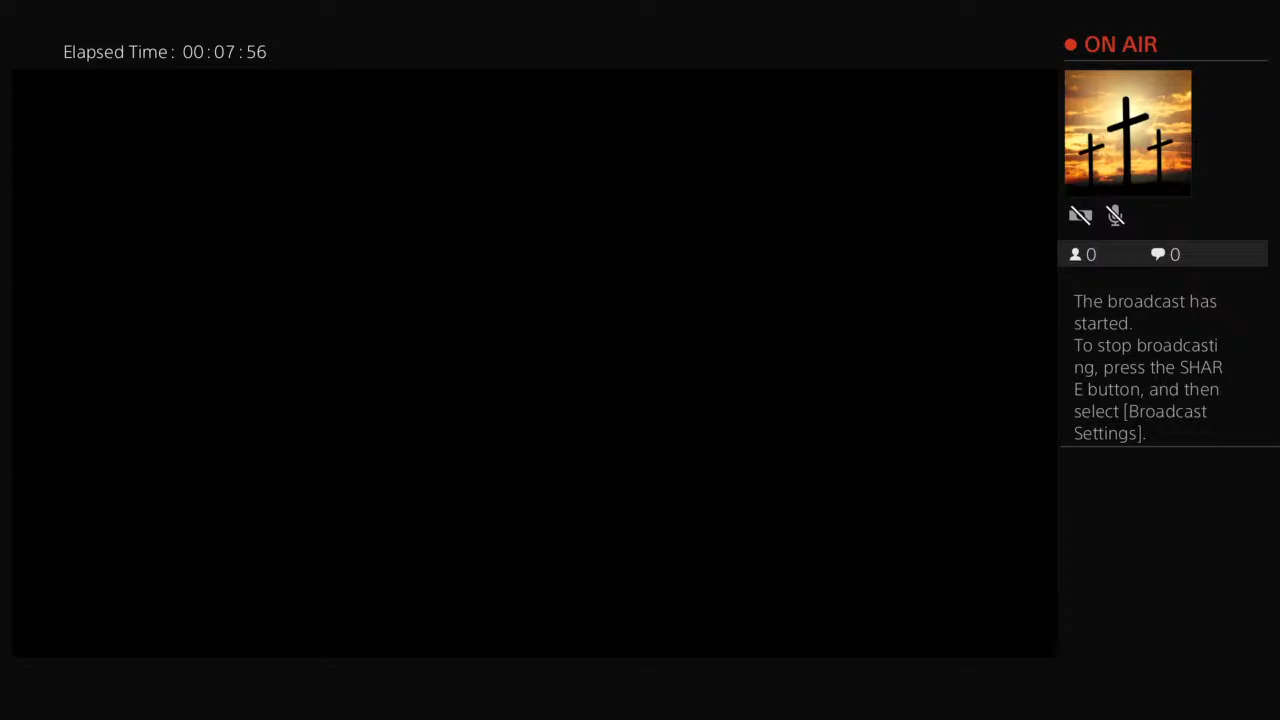 Elapsed Time: 00:07:56
ON AIR
0 0
The broadcast has
started.
To stop broadcasti
ng, press the SHAR
E button, and then
select [Broadcast
Settings].